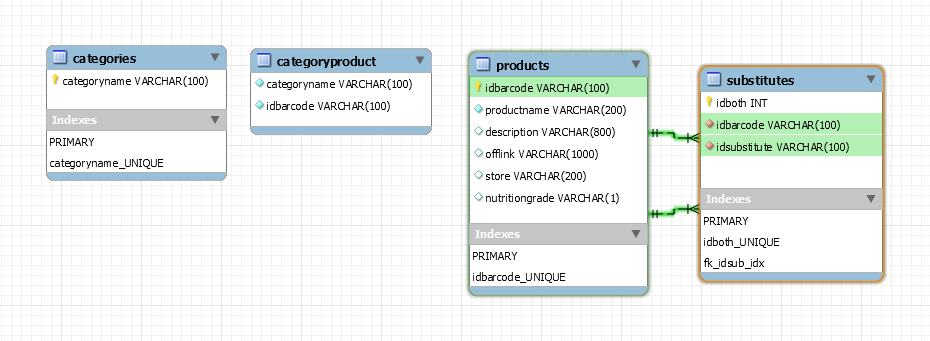 categories
categoryname VARCHAR(100)
Indexes
PRIMARY
categoryname_UNIQUE
categoryproduct
categoryname VARCHAR(100)
idbarcode VARCHAR(100)
products
idbarcode VARCHAR(100)
productname VARCHAR(200)
description VARCHAR(800)
offlink VARCHAR(1000)
store VARCHAR(200)
nutritiongrade VARCHAR(1)
Indexes
PRIMARY
idbarcode_UNIQUE
substitutes
idboth INT
idbarcode VARCHAR(100)
idsubstitute VARCHAR(100)
Indexes
PRIMARY
idboth_UNIQUE
fk_idsub_idx